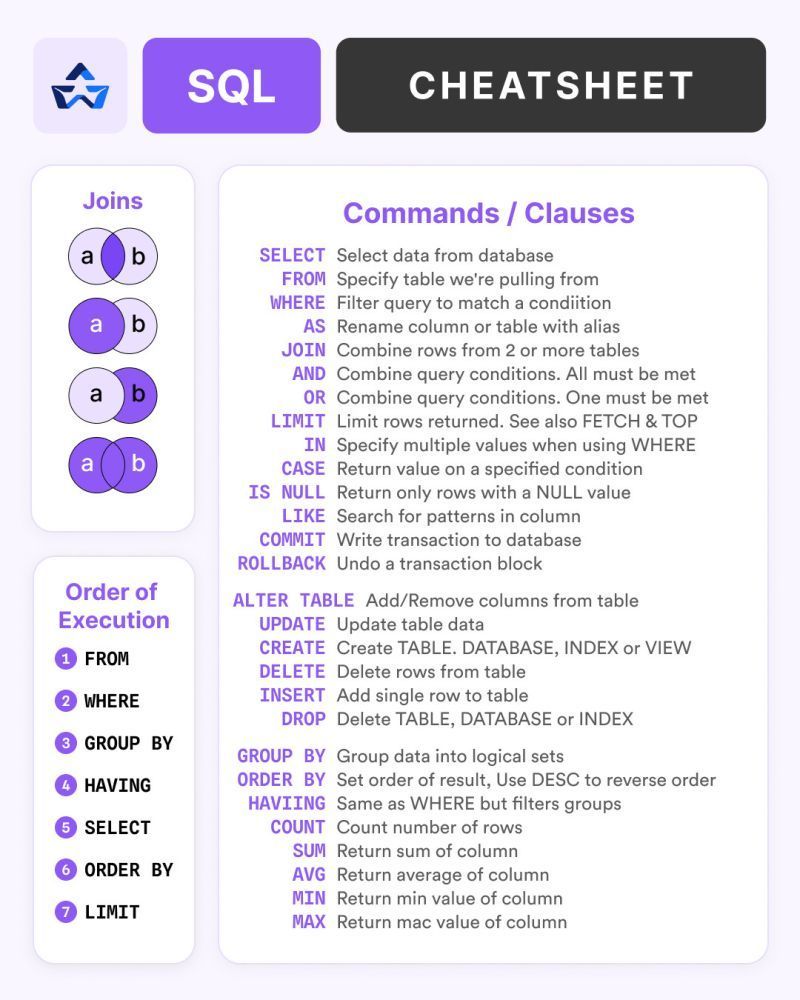 SQL
CHEATSHEET
Joins
a b
a b
a b
a b
Order of
Execution
1 FROM
2 WHERE
3 GROUP BY
4 HAVING
5 SELECT
6 ORDER BY
7 LIMIT
Commands / Clauses
SELECT Select data from database
FROM Specify table we're pulling from
WHERE Filter query to match a condiition
AS Rename column or table with alias
JOIN Combine rows from 2 or more tables
AND Combine query conditions. All must be met
OR Combine query conditions. One must be met
LIMIT Limit rows returned. See also FETCH & TOP
IN Specify multiple values when using WHERE
CASE Return value on a specified condition
IS NULL Return only rows with a NULL value
LIKE Search for patterns in column
COMMIT Write transaction to database
ROLLBACK Undo a transaction block
ALTER TABLE Add/Remove columns from table
UPDATE Update table data
CREATE Create TABLE. DATABASE, INDEX or VIEW
DELETE Delete rows from table
INSERT Add single row to table
DROP Delete TABLE, DATABASE or INDEX
GROUP BY Group data into logical sets
ORDER BY Set order of result, Use DESC to reverse order
HAVIING Same as WHERE but filters groups
COUNT Count number of rows
SUM Return sum of column
AVG Return average of column
MIN Return min value of column
MAX Return mac value of column